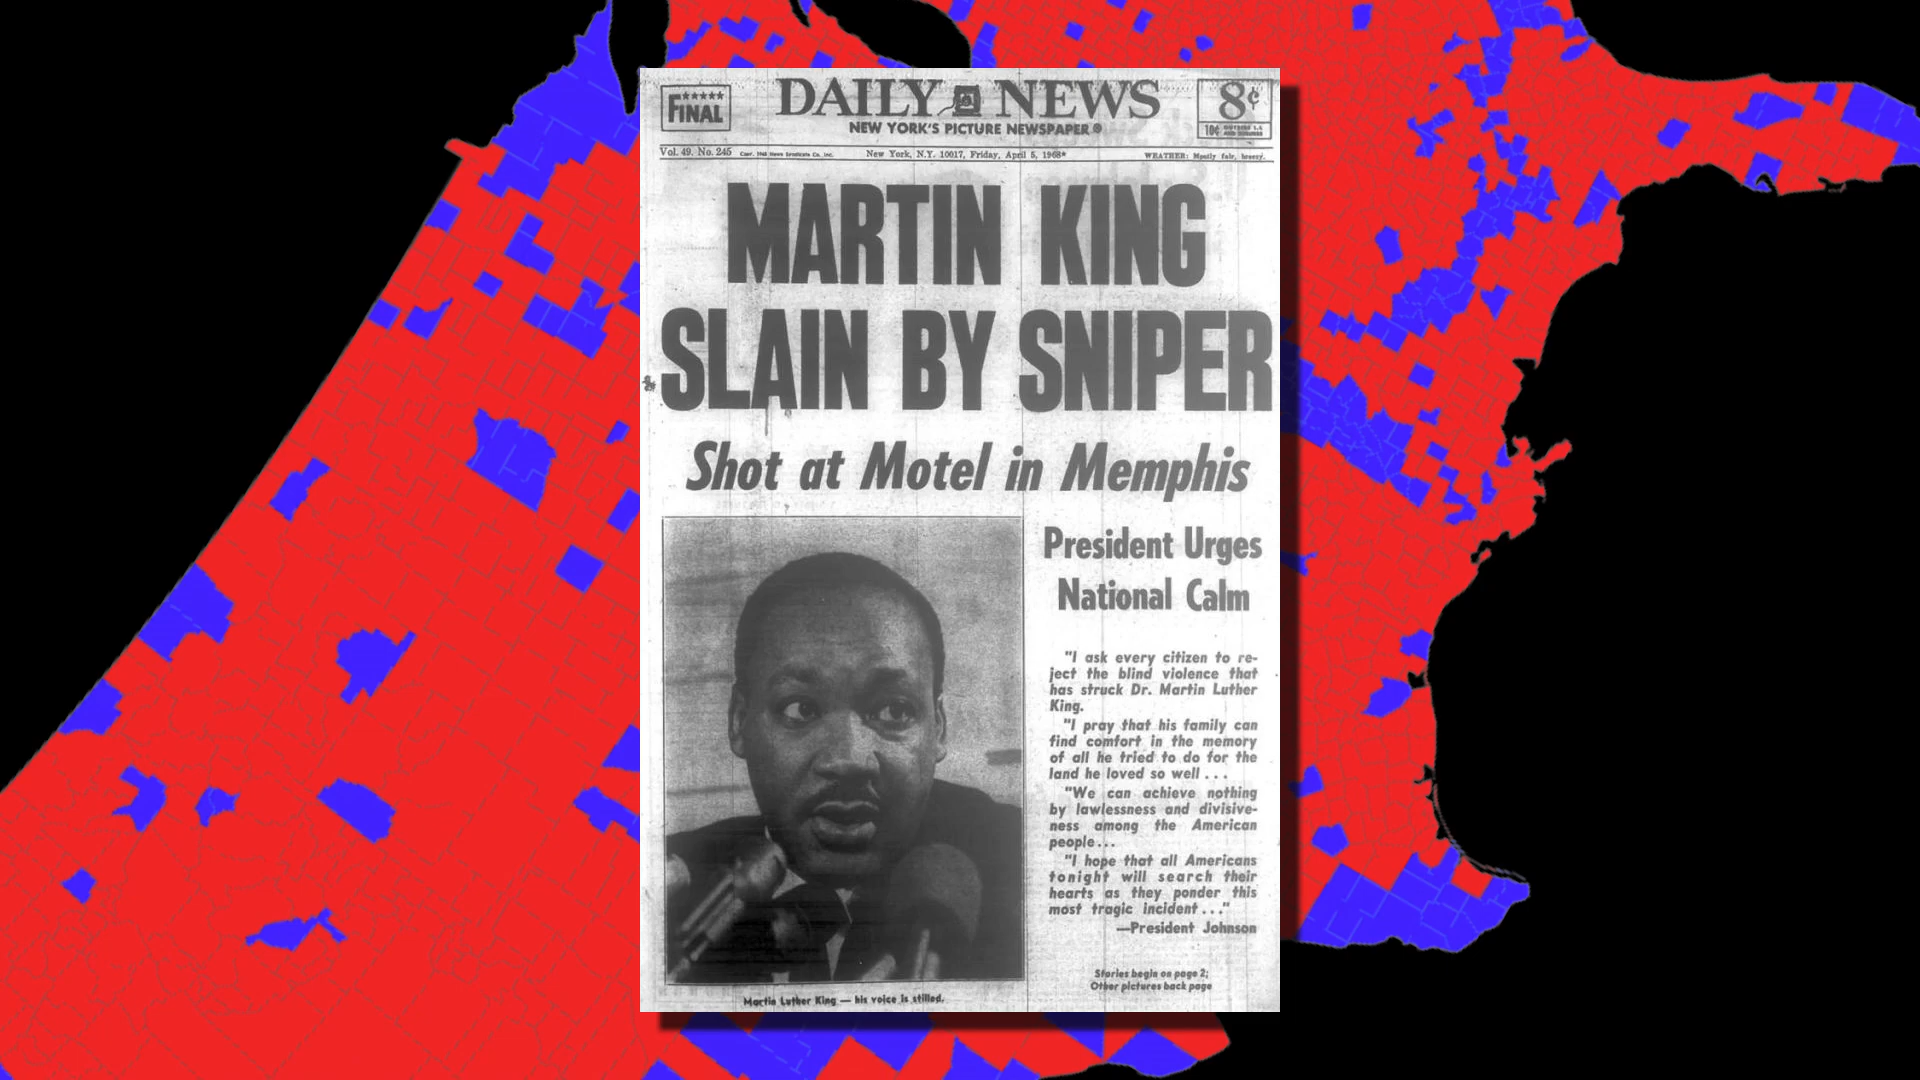 ★★★★★
FINAL
DAILY NEWS
NEW YORK'S PICTURE NEWSPAPER ®
8¢
10¢
Vol. 49. No. 245
New York, N.Y. 10017, Friday, April 5, 1968*
WEATHER: Mostly fair, breezy.
MARTIN KING
SLAIN BY SNIPER
Shot at Motel in Memphis
President Urges
National Calm
"I ask every citizen to re-
ject the blind violence that
has struck Dr. Martin Luther
King.
"I pray that his family can
find comfort in the memory
of all he tried to do for the
land he loved so well . . .
"We can achieve nothing
by lawlessness and divisive-
ness among the American
people . . .
"I hope that all Americans
tonight will search their
hearts as they ponder this
most tragic incident . . ."
—President Johnson
Stories begin on page 2;
Other pictures back page
Martin Luther King — his voice is stilled.